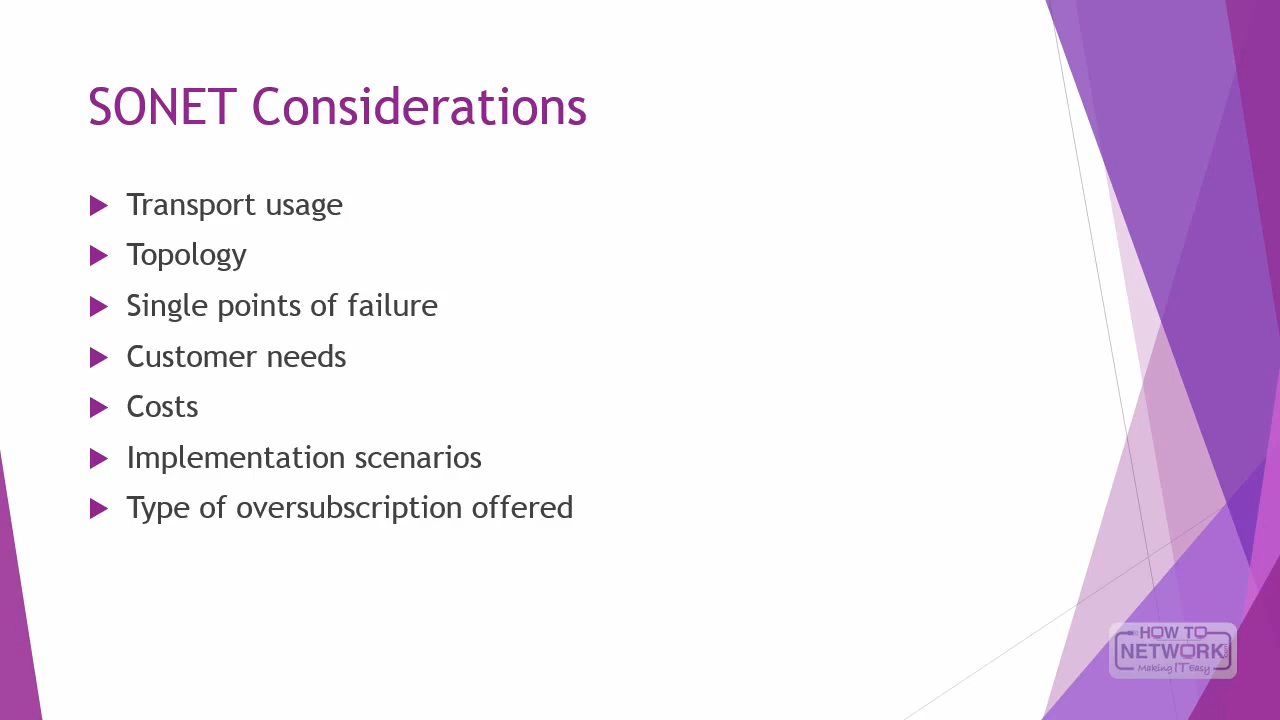 SONET Considerations
Transport usage
Topology
Single points of failure
Customer needs
Costs
Implementation scenarios
Type of oversubscription offered
HOW TO
NETWORK
Making IT Easy